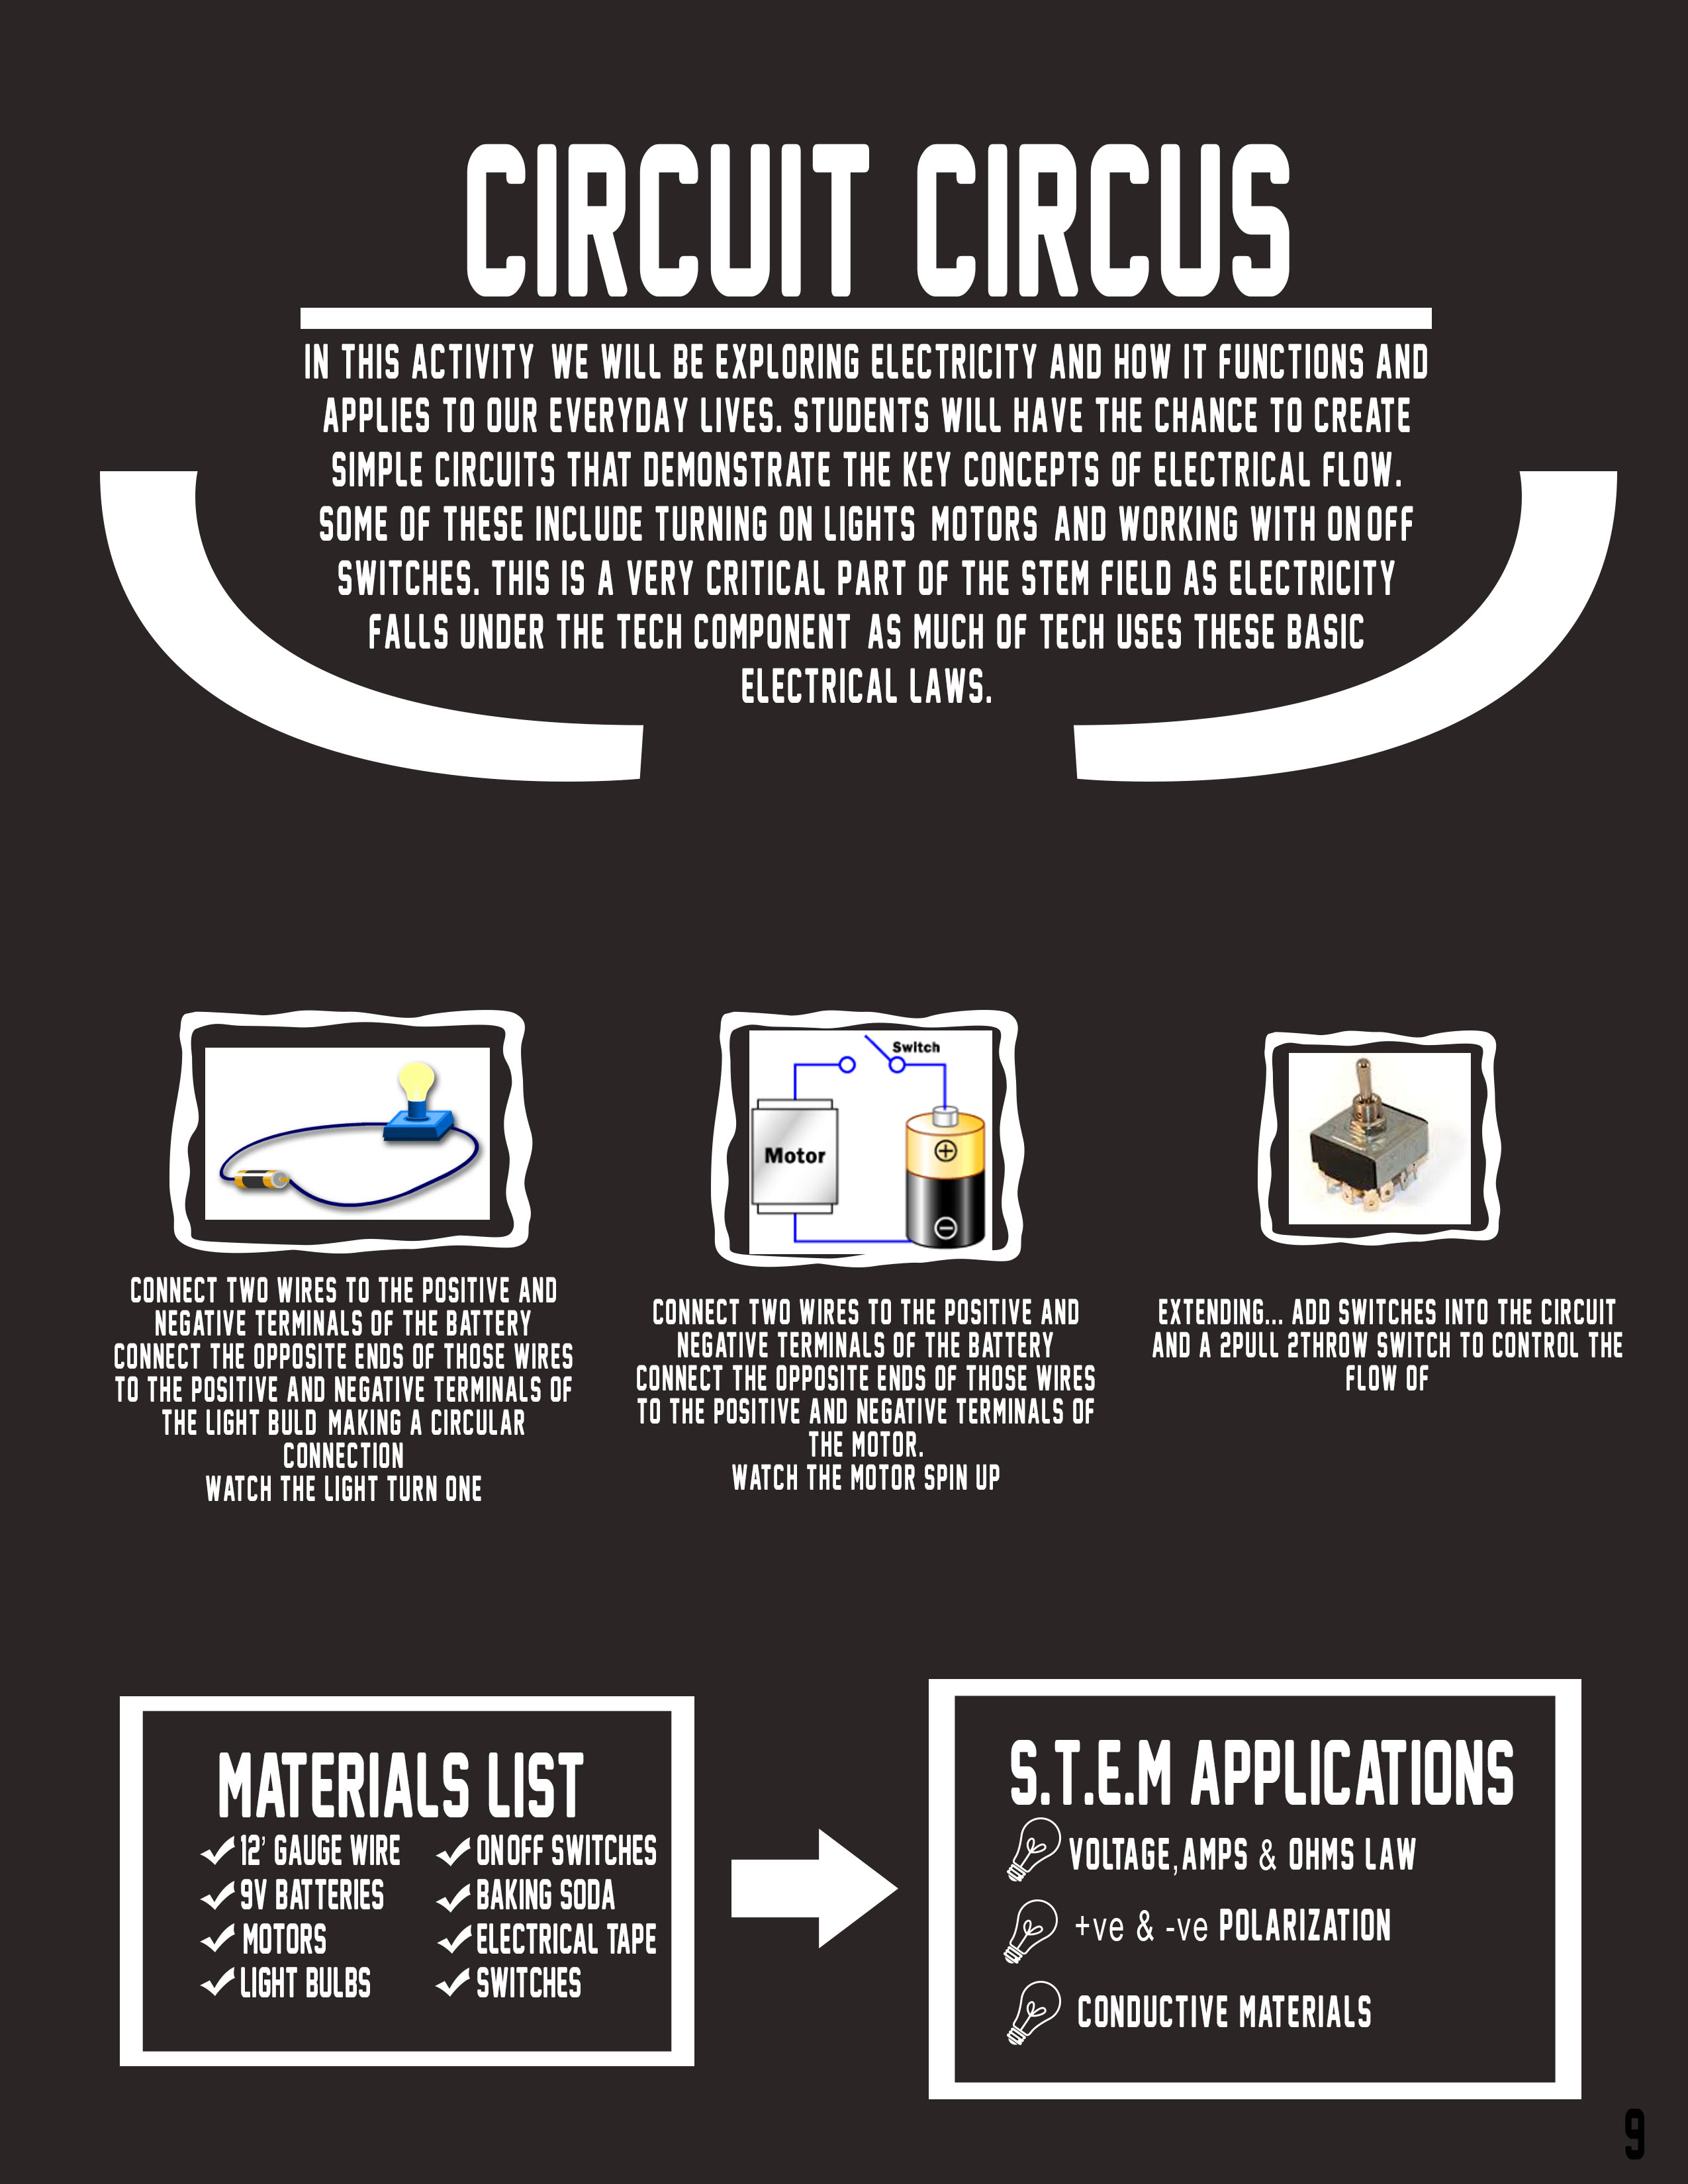 CIRCUIT CIRCUS
IN THIS ACTIVITY WE WILL BE EXPLORING ELECTRICITY AND HOW IT FUNCTIONS AND
APPLIES TO OUR EVERYDAY LIVES. STUDENTS WILL HAVE THE CHANCE TO CREATE
SIMPLE CIRCUITS THAT DEMONSTRATE THE KEY CONCEPTS OF ELECTRICAL FLOW.
SOME OF THESE INCLUDE TURNING ON LIGHTS MOTORS AND WORKING WITH ONOFF
SWITCHES. THIS IS A VERY CRITICAL PART OF THE STEM FIELD AS ELECTRICITY
FALLS UNDER THE TECH COMPONENT AS MUCH OF TECH USES THESE BASIC
ELECTRICAL LAWS.
CONNECT TWO WIRES TO THE POSITIVE AND
NEGATIVE TERMINALS OF THE BATTERY
CONNECT THE OPPOSITE ENDS OF THOSE WIRES
TO THE POSITIVE AND NEGATIVE TERMINALS OF
THE LIGHT BULD MAKING A CIRCULAR
CONNECTION
WATCH THE LIGHT TURN ONE
Switch
Motor
+
−
CONNECT TWO WIRES TO THE POSITIVE AND
NEGATIVE TERMINALS OF THE BATTERY
CONNECT THE OPPOSITE ENDS OF THOSE WIRES
TO THE POSITIVE AND NEGATIVE TERMINALS OF
THE MOTOR.
WATCH THE MOTOR SPIN UP
EXTENDING... ADD SWITCHES INTO THE CIRCUIT
AND A 2PULL 2THROW SWITCH TO CONTROL THE
FLOW OF
MATERIALS LIST
12' GAUGE WIRE
9V BATTERIES
MOTORS
LIGHT BULBS
ONOFF SWITCHES
BAKING SODA
ELECTRICAL TAPE
SWITCHES
S.T.E.M APPLICATIONS
VOLTAGE,AMPS & OHMS LAW
+ve & -ve POLARIZATION
CONDUCTIVE MATERIALS
9